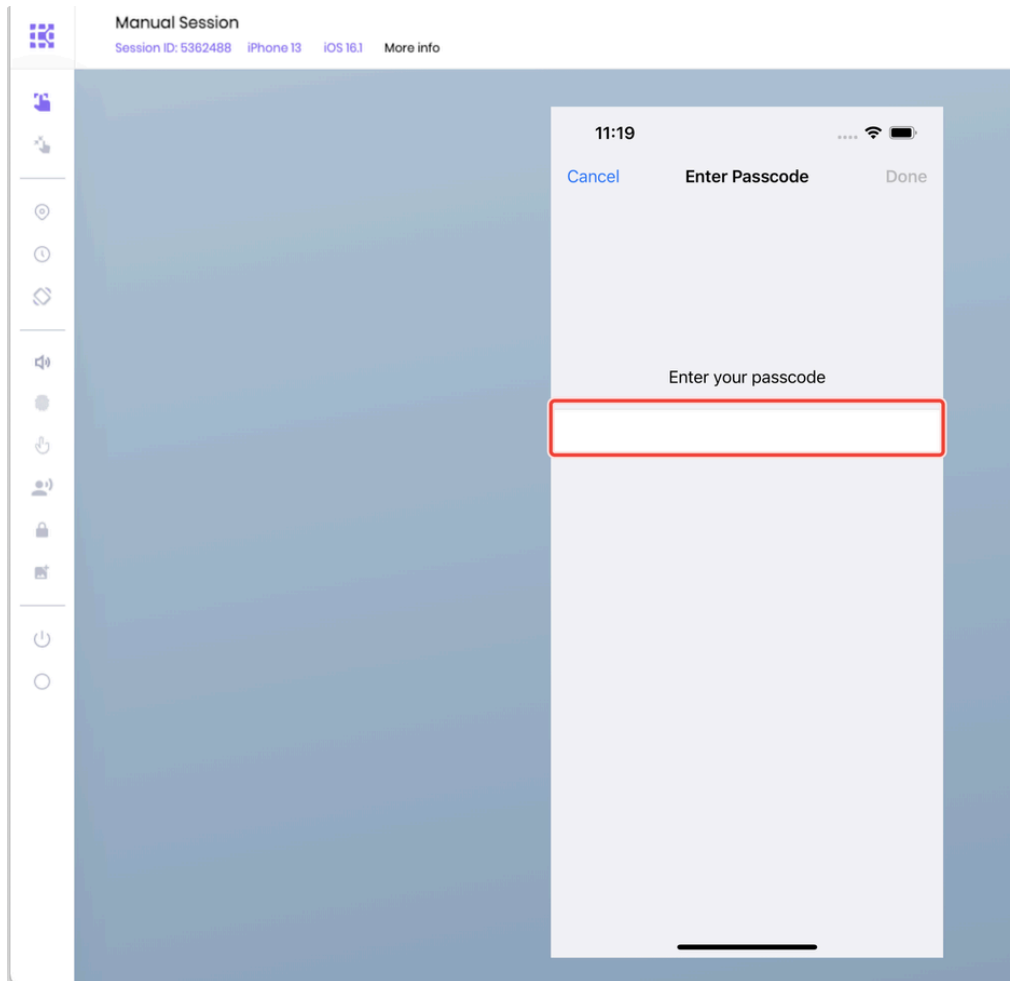 Manual Session
Session ID: 5362488 iPhone 13 iOS 16.1 More info
11:19
Cancel Enter Passcode Done
Enter your passcode